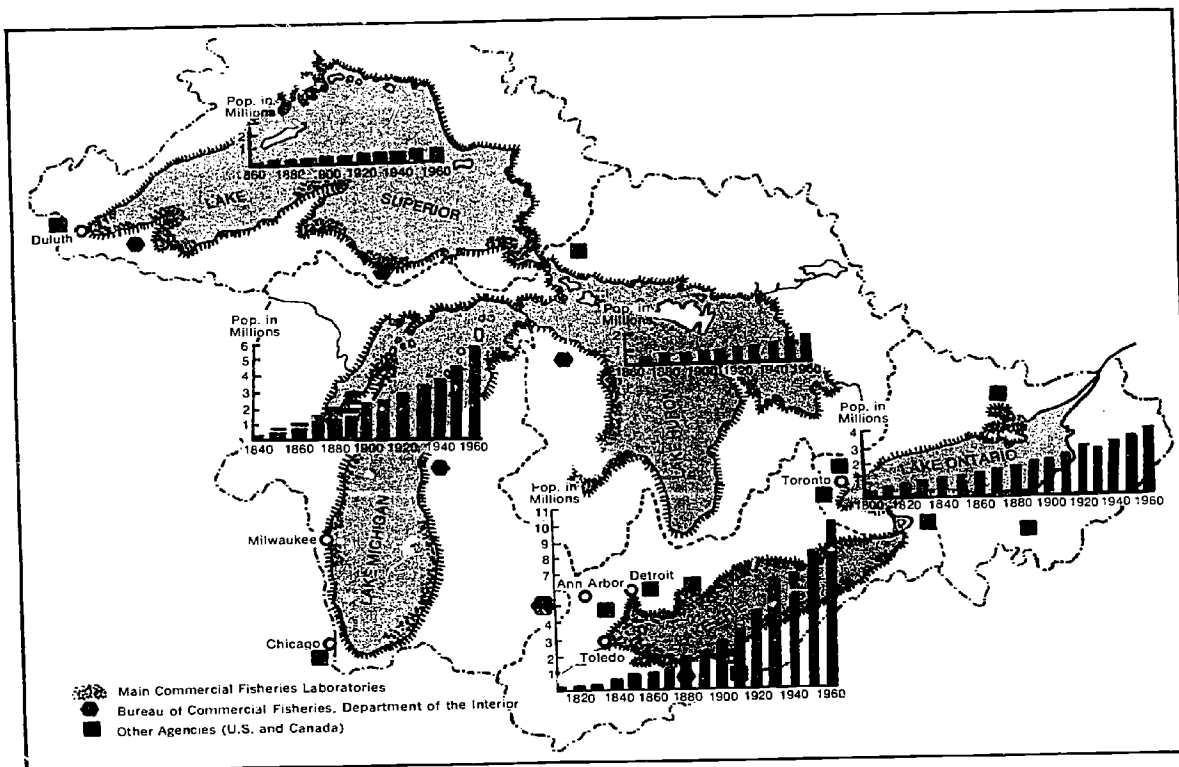 Pop. in
Millions
2
1860 1880 1900 1920 1940 1960
LAKE
SUPERIOR
Duluth
Pop. in
Millions
6
5
4
3
2
1
1840 1860 1880 1900 1920 1940 1960
Pop. in
Millions
1860 1880 1900 1920 1940 1960
LAKE HURON
Pop. in
Millions
4
3
2
1800 1820 1840 1860 1880 1900 1920 1940 1960
LAKE ONTARIO
Toronto
LAKE MICHIGAN
Milwaukee
Chicago
Pop. in
Millions
11
10
9
8
7
6
5
4
3
2
1820 1840 1860 1880 1900 1920 1940 1960
Ann Arbor
Detroit
Toledo
Main Commercial Fisheries Laboratories
Bureau of Commercial Fisheries, Department of the Interior
Other Agencies (U.S. and Canada)